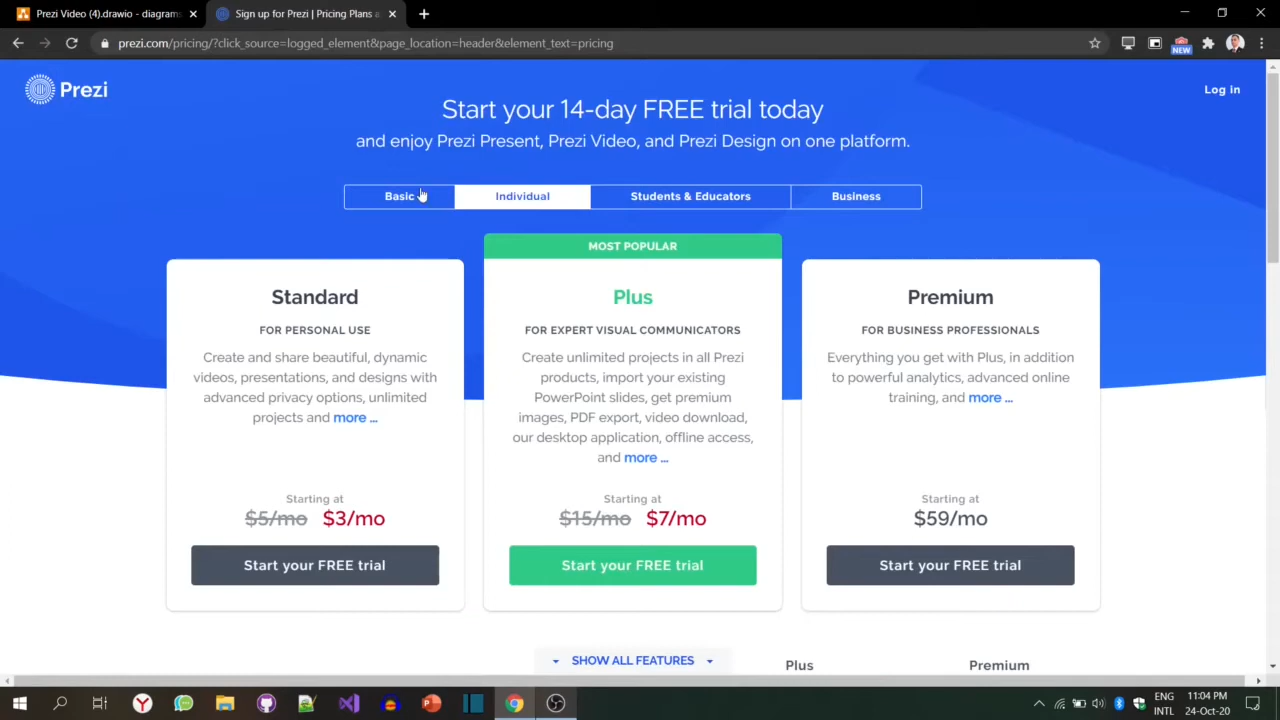 Prezi Video (4).drawio - diagrams
Sign up for Prezi | Pricing Plans a
prezi.com/pricing/?click_source=logged_element&page_location=header&element_text=pricing
NEW
Prezi
Log in
Start your 14-day FREE trial today
and enjoy Prezi Present, Prezi Video, and Prezi Design on one platform.
Basic
Individual
Students & Educators
Business
MOST POPULAR
Standard
FOR PERSONAL USE
Create and share beautiful, dynamic
videos, presentations, and designs with
advanced privacy options, unlimited
projects and more ...
Starting at
$5/mo $3/mo
Start your FREE trial
Plus
FOR EXPERT VISUAL COMMUNICATORS
Create unlimited projects in all Prezi
products, import your existing
PowerPoint slides, get premium
images, PDF export, video download,
our desktop application, offline access,
and more ...
Starting at
$15/mo $7/mo
Start your FREE trial
Premium
FOR BUSINESS PROFESSIONALS
Everything you get with Plus, in addition
to powerful analytics, advanced online
training, and more ...
Starting at
$59/mo
Start your FREE trial
SHOW ALL FEATURES
Plus
Premium
ENG
INTL
11:04 PM
24-Oct-20